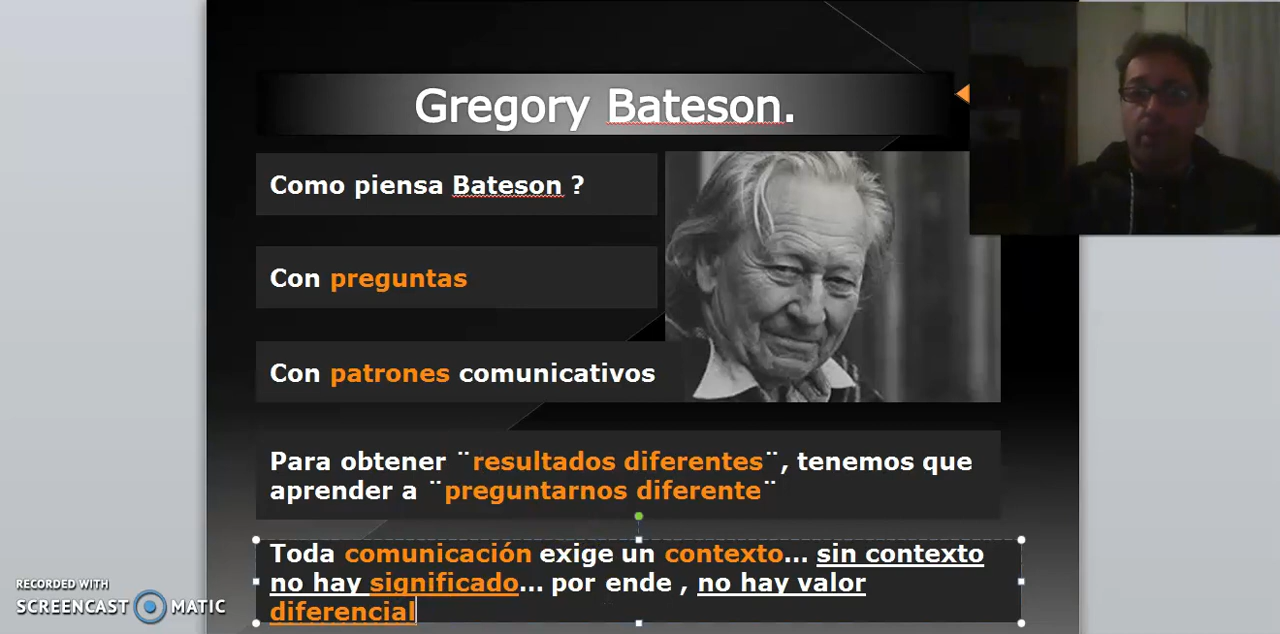 Gregory Bateson.
Como piensa Bateson ?
Con preguntas
Con patrones comunicativos
Para obtener ¨resultados diferentes¨, tenemos que
aprender a ¨preguntarnos diferente¨
Toda comunicación exige un contexto... sin contexto
no hay significado... por ende , no hay valor
diferencial
RECORDED WITH
SCREENCAST MATIC